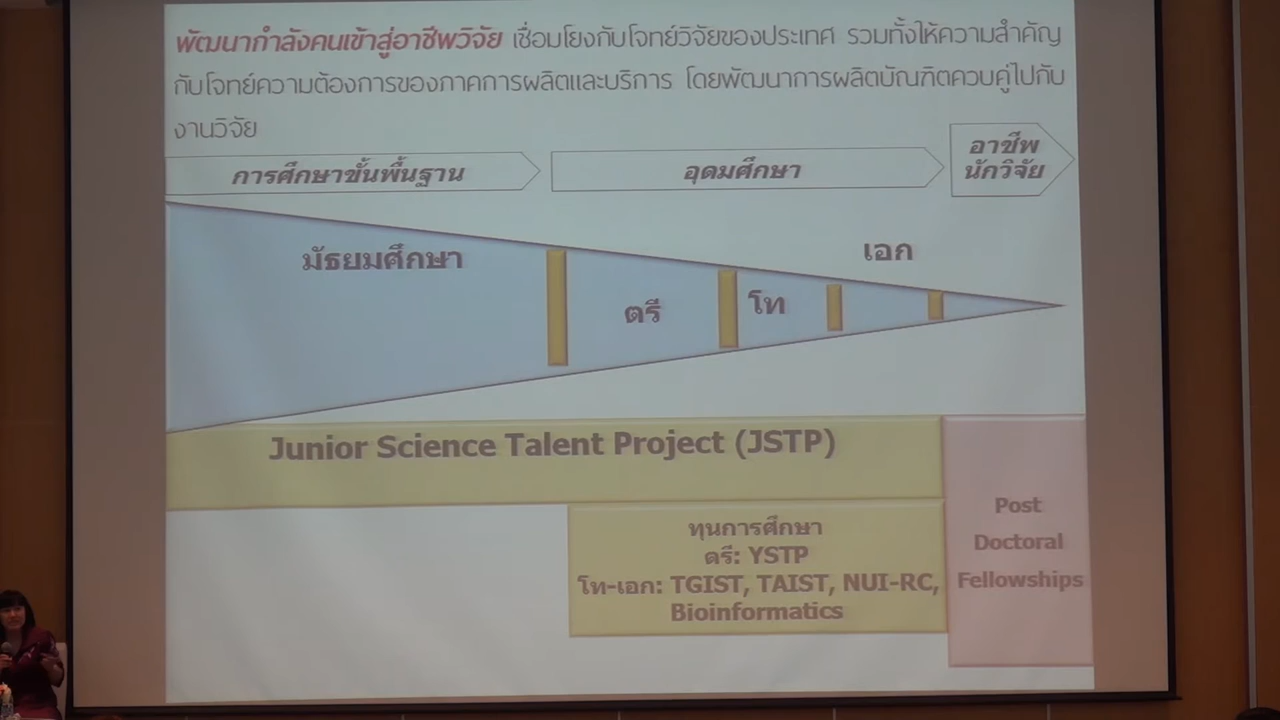 พัฒนากำลังคนเข้าสู่อาชีพวิจัย เชื่อมโยงกับโจทย์วิจัยของประเทศ รวมทั้งให้ความสำคัญ
กับโจทย์ความต้องการของภาคการผลิตและบริการ โดยพัฒนาการผลิตบัณฑิตควบคู่ไปกับ
งานวิจัย
การศึกษาขั้นพื้นฐาน
อุดมศึกษา
อาชีพ
นักวิจัย
มัธยมศึกษา
ตรี
โท
เอก
Junior Science Talent Project (JSTP)
ทุนการศึกษา
ตรี: YSTP
โท-เอก: TGIST, TAIST, NUI-RC,
Bioinformatics
Post
Doctoral
Fellowships